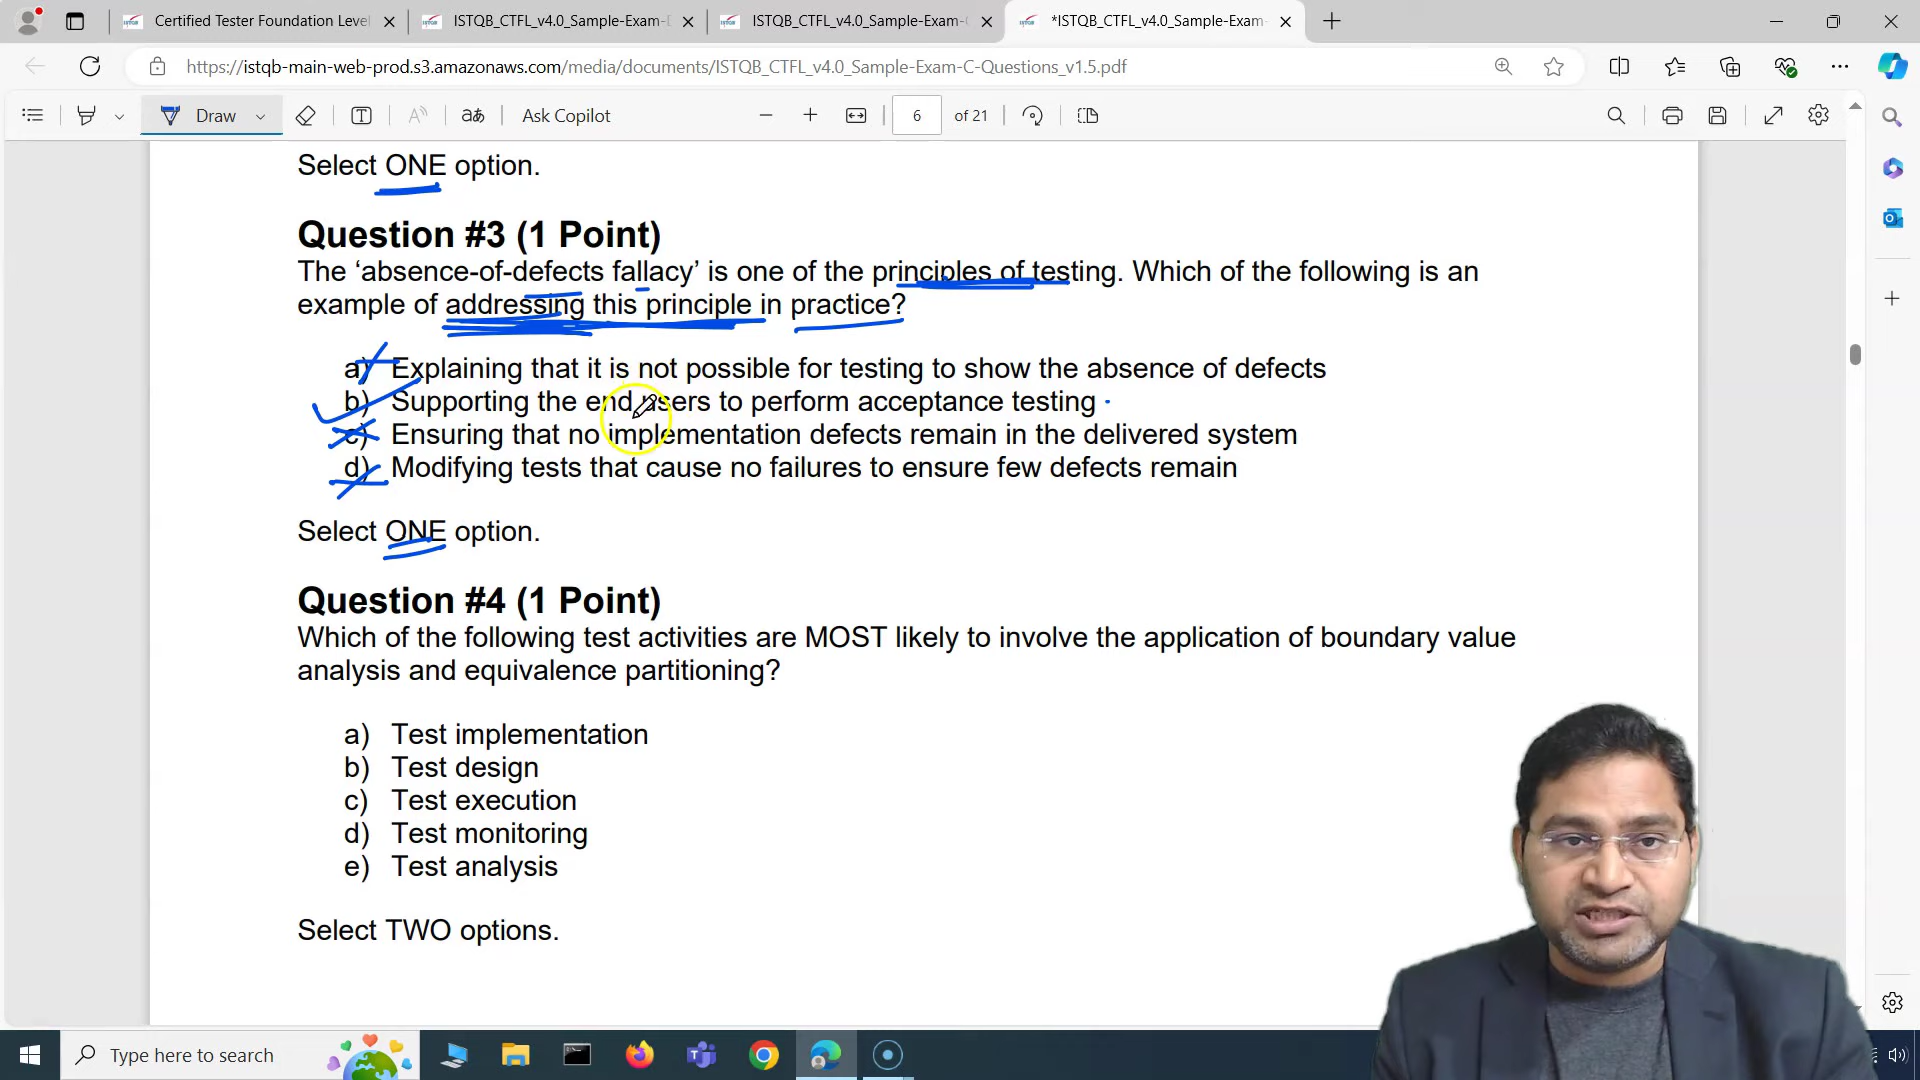 Certified Tester Foundation Level
ISTQB_CTFL_v4.0_Sample-Exam-
ISTQB_CTFL_v4.0_Sample-Exam-
*ISTQB_CTFL_v4.0_Sample-Exam-
https://istqb-main-web-prod.s3.amazonaws.com/media/documents/ISTQB_CTFL_v4.0_Sample-Exam-C-Questions_v1.5.pdf
Draw
aあ
Ask Copilot
6 of 21
Select ONE option.
Question #3 (1 Point)
The ‘absence-of-defects fallacy’ is one of the principles of testing. Which of the following is an
example of addressing this principle in practice?
a) Explaining that it is not possible for testing to show the absence of defects
b) Supporting the end users to perform acceptance testing
c) Ensuring that no implementation defects remain in the delivered system
d) Modifying tests that cause no failures to ensure few defects remain
Select ONE option.
Question #4 (1 Point)
Which of the following test activities are MOST likely to involve the application of boundary value
analysis and equivalence partitioning?
a) Test implementation
b) Test design
c) Test execution
d) Test monitoring
e) Test analysis
Select TWO options.
Type here to search